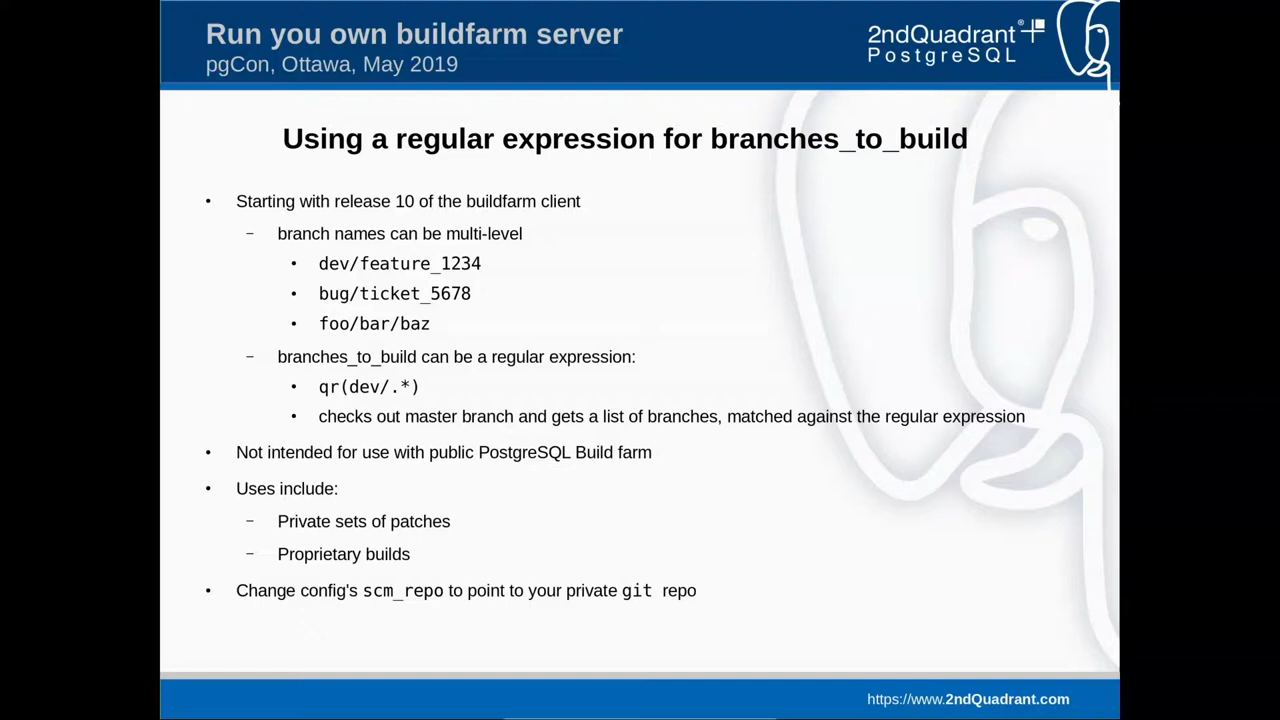 Run you own buildfarm server
pgCon, Ottawa, May 2019
2ndQuadrant®
PostgreSQL
Using a regular expression for branches_to_build
• Starting with release 10 of the buildfarm client
– branch names can be multi-level
• dev/feature_1234
• bug/ticket_5678
• foo/bar/baz
– branches_to_build can be a regular expression:
• qr(dev/.*)
• checks out master branch and gets a list of branches, matched against the regular expression
• Not intended for use with public PostgreSQL Build farm
• Uses include:
– Private sets of patches
– Proprietary builds
• Change config's scm_repo to point to your private git repo
https://www.2ndQuadrant.com